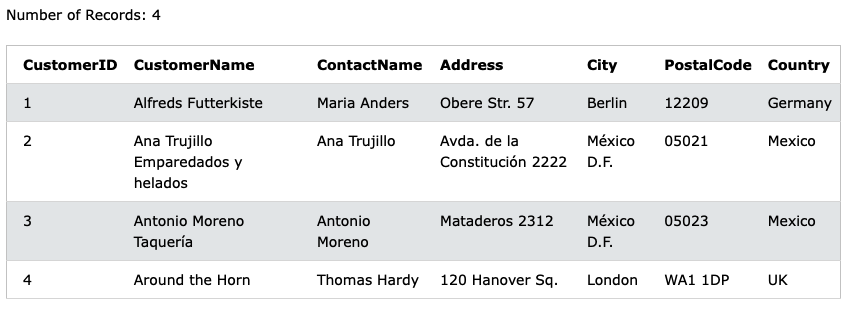 Number of Records: 4
CustomerID CustomerName ContactName Address City PostalCode Country
1 Alfreds Futterkiste Maria Anders Obere Str. 57 Berlin 12209 Germany
2 Ana Trujillo Ana Trujillo Avda. de la México 05021 Mexico
Emparedados y Constitución 2222 D.F.
helados
3 Antonio Moreno Antonio Mataderos 2312 México 05023 Mexico
Taquería Moreno D.F.
4 Around the Horn Thomas Hardy 120 Hanover Sq. London WA1 1DP UK